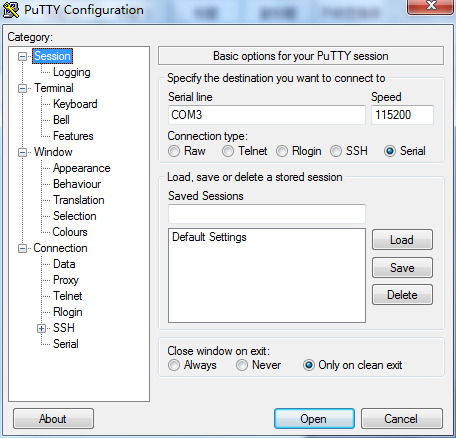 PuTTY Configuration
Category:
Session
Logging
Terminal
Keyboard
Bell
Features
Window
Appearance
Behaviour
Translation
Selection
Colours
Connection
Data
Proxy
Telnet
Rlogin
SSH
Serial
Basic options for your PuTTY session
Specify the destination you want to connect to
Serial line Speed
COM3 115200
Connection type:
Raw Telnet Rlogin SSH Serial
Load, save or delete a stored session
Saved Sessions
Default Settings
Load
Save
Delete
Close window on exit:
Always Never Only on clean exit
About Open Cancel